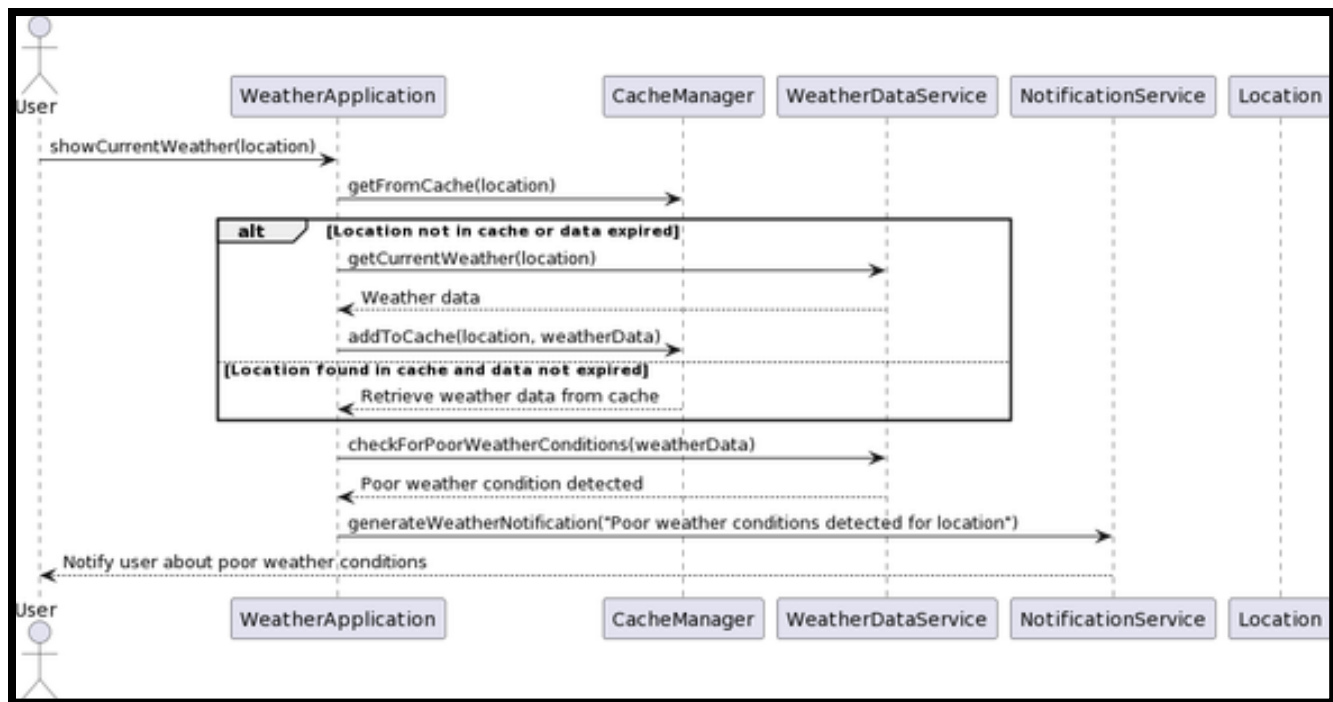 User
WeatherApplication
CacheManager
WeatherDataService
NotificationService
Location
showCurrentWeather(location)
getFromCache(location)
alt
[Location not in cache or data expired]
getCurrentWeather(location)
Weather data
addToCache(location, weatherData)
[Location found in cache and data not expired]
Retrieve weather data from cache
checkForPoorWeatherConditions(weatherData)
Poor weather condition detected
generateWeatherNotification("Poor weather conditions detected for location")
Notify user about poor weather conditions
User
WeatherApplication
CacheManager
WeatherDataService
NotificationService
Location